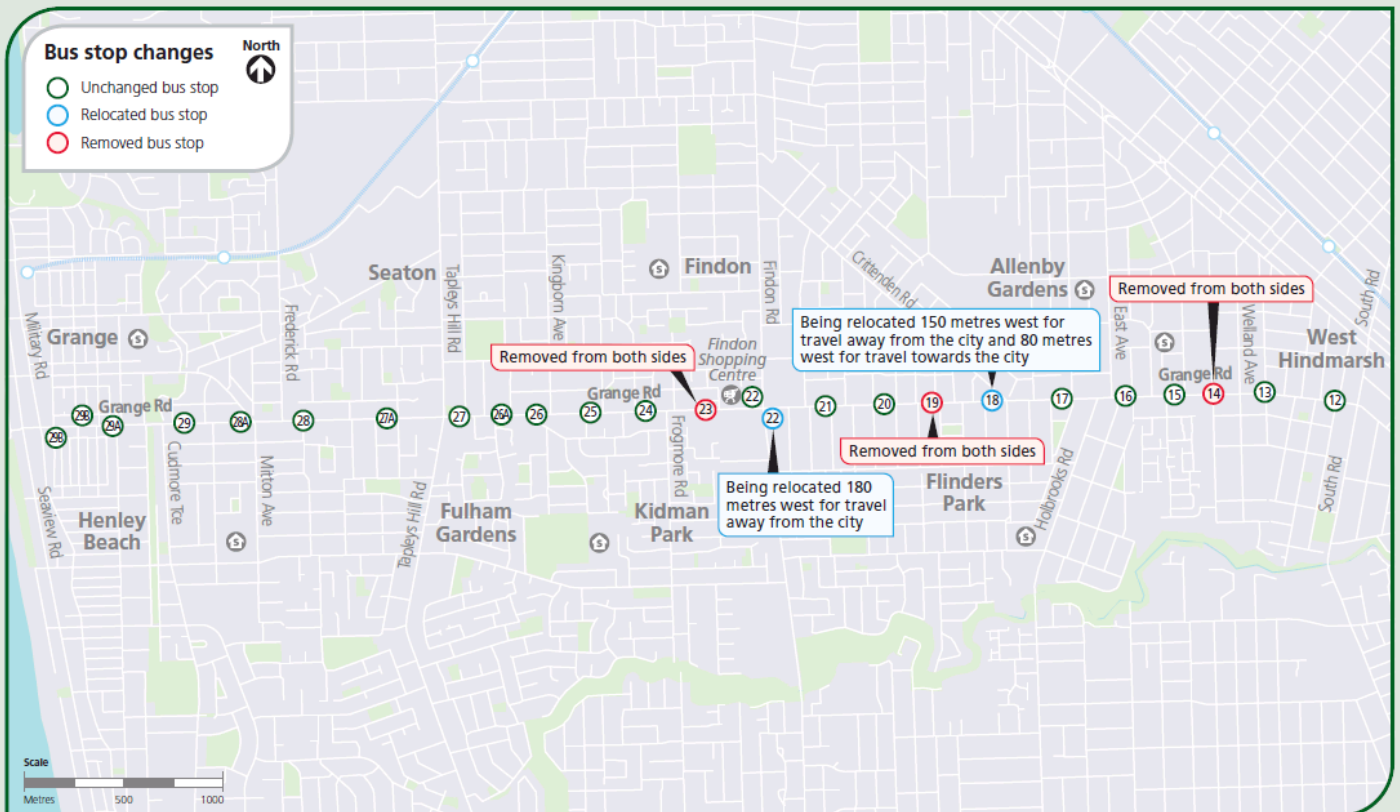 Bus stop changes
North
Unchanged bus stop
Relocated bus stop
Removed bus stop
Seaton
Tapleys Hill Rd
Kingborn Ave
Findon
Findon Rd
Crittenden Rd
Allenby
Gardens
Removed from both sides
South Rd
Military Rd
Grange
Frederick Rd
Removed from both sides
Findon
Shopping
Centre
Being relocated 150 metres west for
travel away from the city and 80 metres
west for travel towards the city
East Ave
Welland Ave
West
Hindmarsh
Grange Rd
Grange Rd
Grange Rd
29B
29B
29A
29
28A
28
27A
27
26A
26
25
24
23
22
22
21
20
19
18
17
16
15
14
13
12
Seaview Rd
Henley
Beach
Cudmore Tce
Mitton Ave
Tapleys Hill Rd
Fulham
Gardens
Frogmore Rd
Kidman
Park
Being relocated 180
metres west for travel
away from the city
Removed from both sides
Flinders
Park
Holbrooks Rd
South Rd
S
S
S
S
S
S
S
Scale
Metres
500
1000